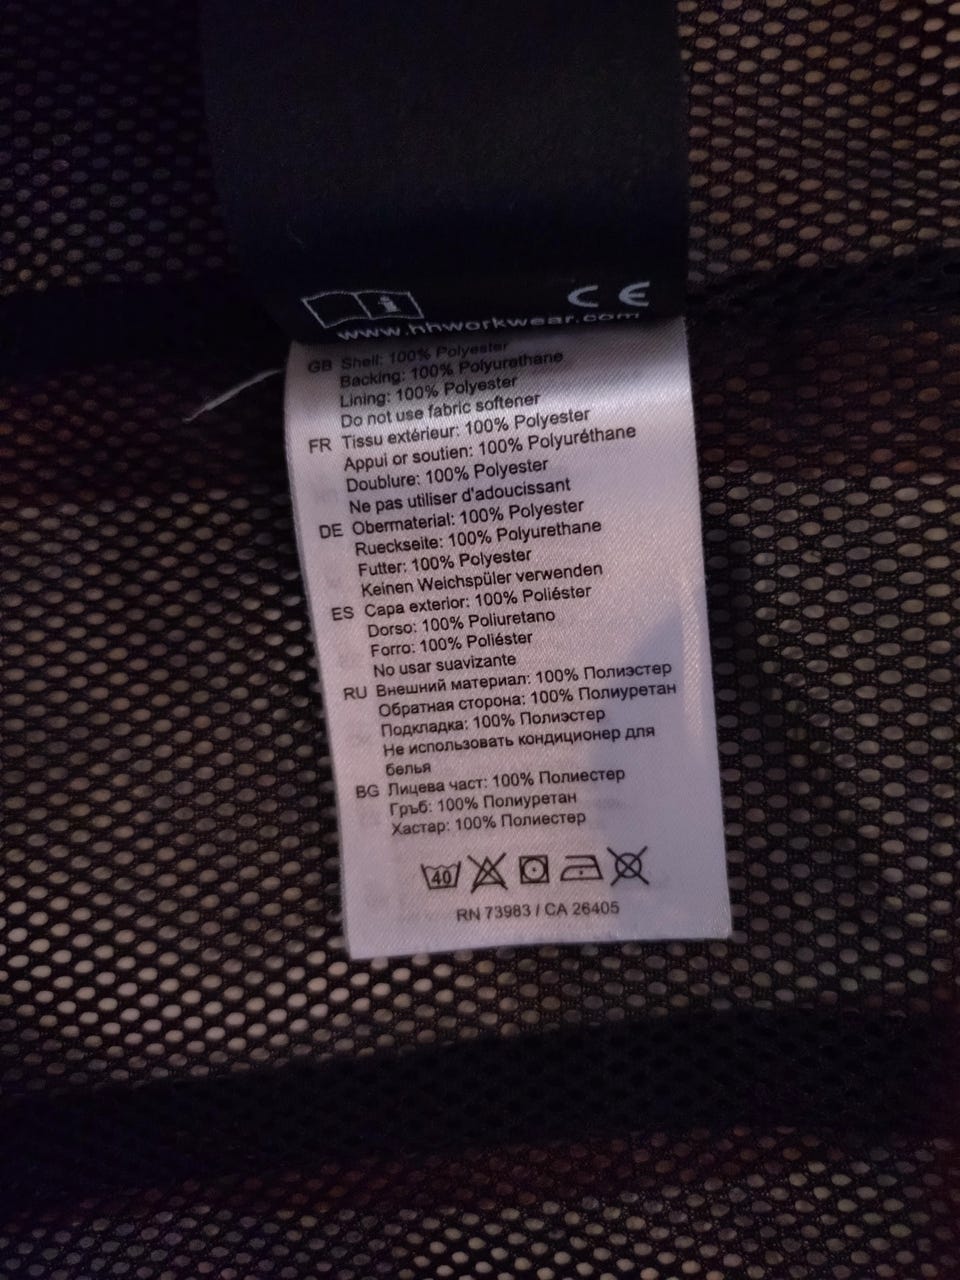 www.hhworkwear.com
GB Shell: 100% Polyester
Backing: 100% Polyurethane
Lining: 100% Polyester
Do not use fabric softener
FR Tissu extérieur: 100% Polyester
Appui or soutien: 100% Polyuréthane
Doublure: 100% Polyester
Ne pas utiliser d'adoucissant
DE Obermaterial: 100% Polyester
Rueckseite: 100% Polyurethane
Futter: 100% Polyester
Keinen Weichspüler verwenden
ES Capa exterior: 100% Poliéster
Dorso: 100% Poliuretano
Forro: 100% Poliéster
No usar suavizante
RU Внешний материал: 100% Полиэстер
Обратная сторона: 100% Полиуретан
Подкладка: 100% Полиэстер
Не использовать кондиционер для
белья
BG Лицева част: 100% Полиестер
Гръб: 100% Полиуретан
Хастар: 100% Полиестер
40
RN 73983 / CA 26405